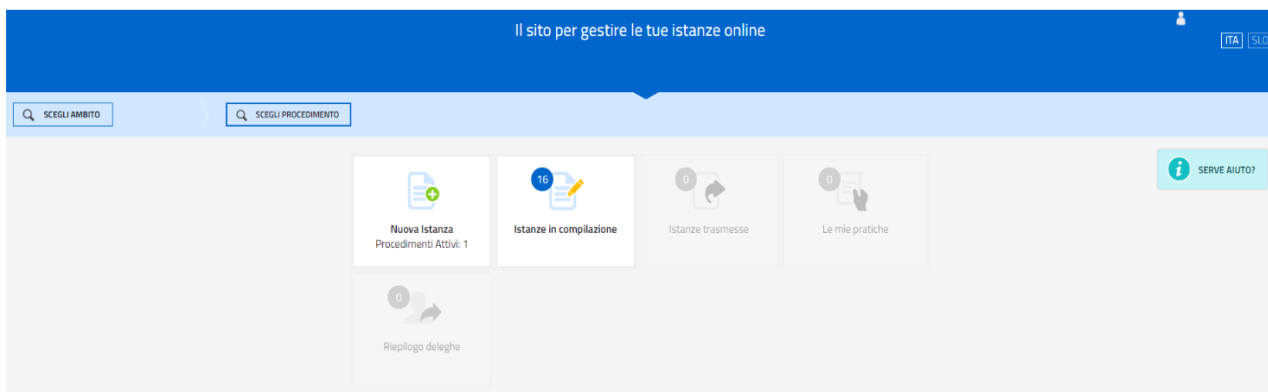 Il sito per gestire le tue istanze online
ITA SLO
SCEGLI AMBITO
SCEGLI PROCEDIMENTO
SERVE AIUTO?
Nuova Istanza
Procedimenti Attivi: 1
16
Istanze in compilazione
0
Istanze trasmesse
0
Le mie pratiche
0
Riepilogo deleghe